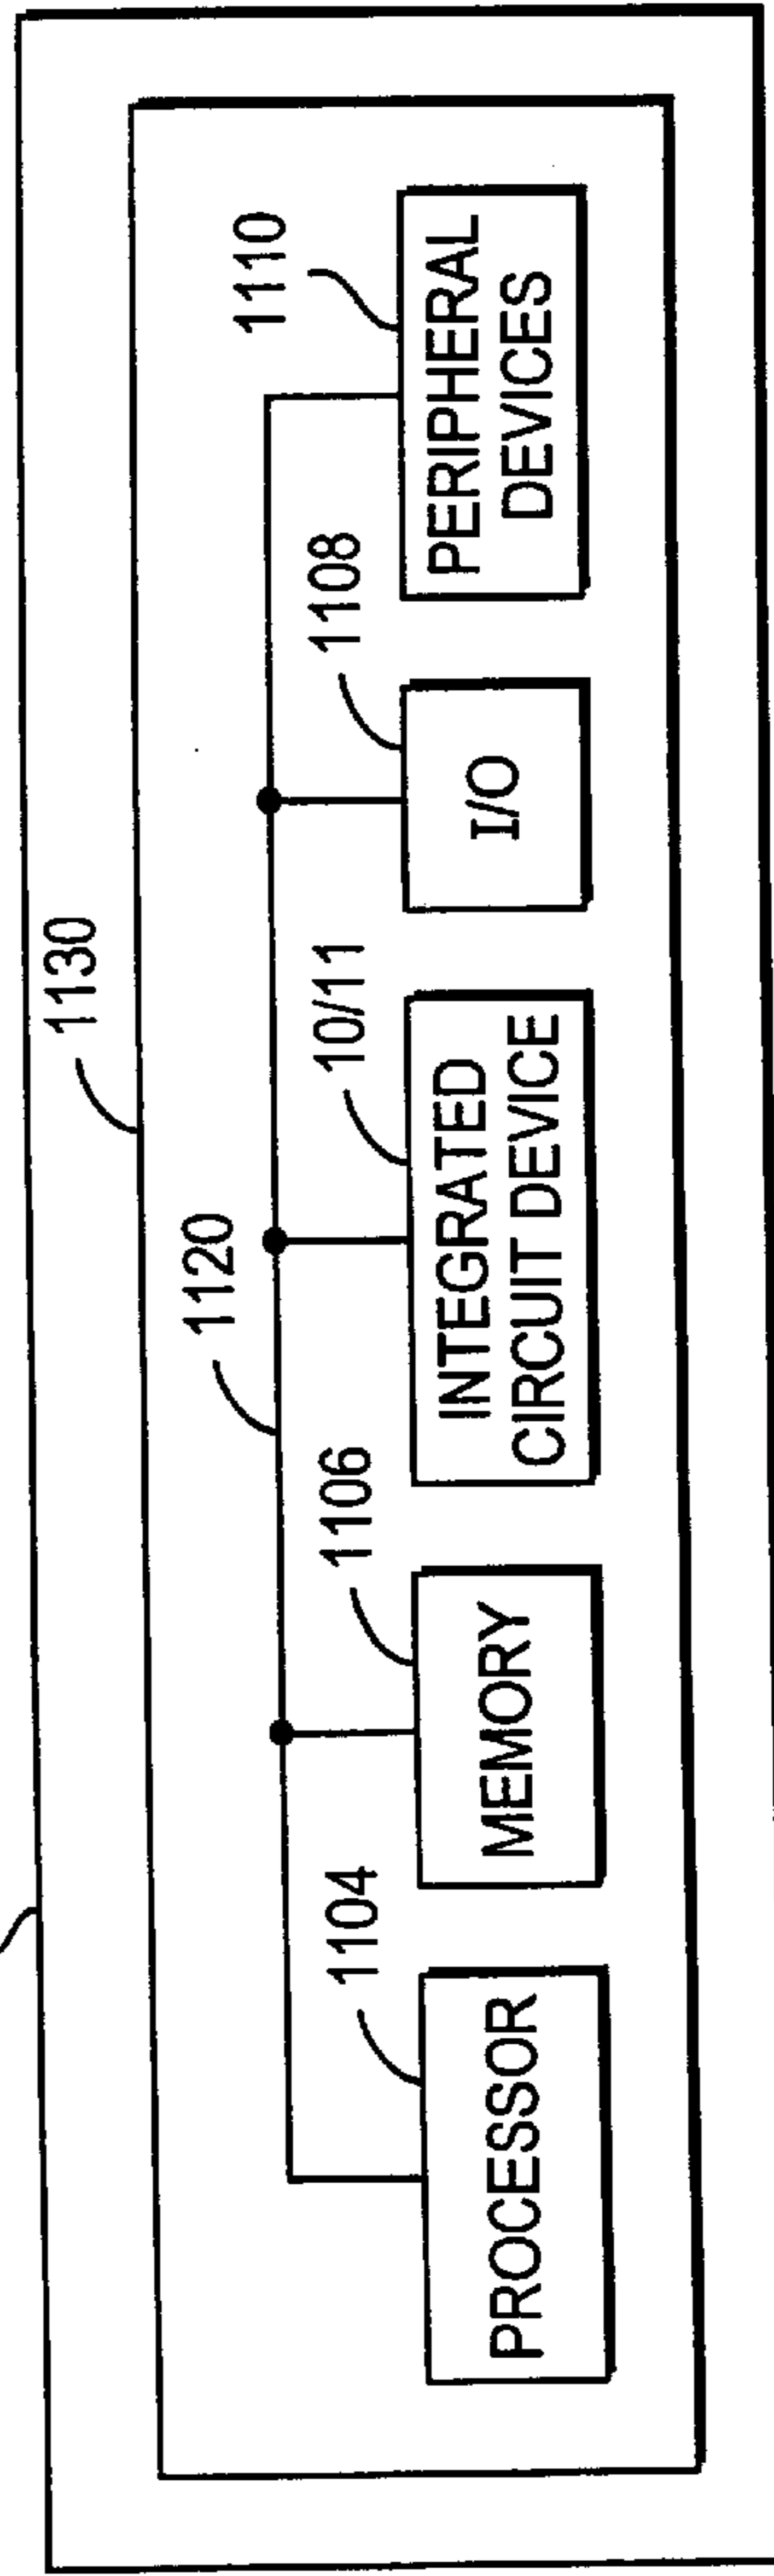 1130
1120
1104
1106
10/11
1108
1110
PROCESSOR
MEMORY
INTEGRATED
CIRCUIT DEVICE
I/O
PERIPHERAL
DEVICES